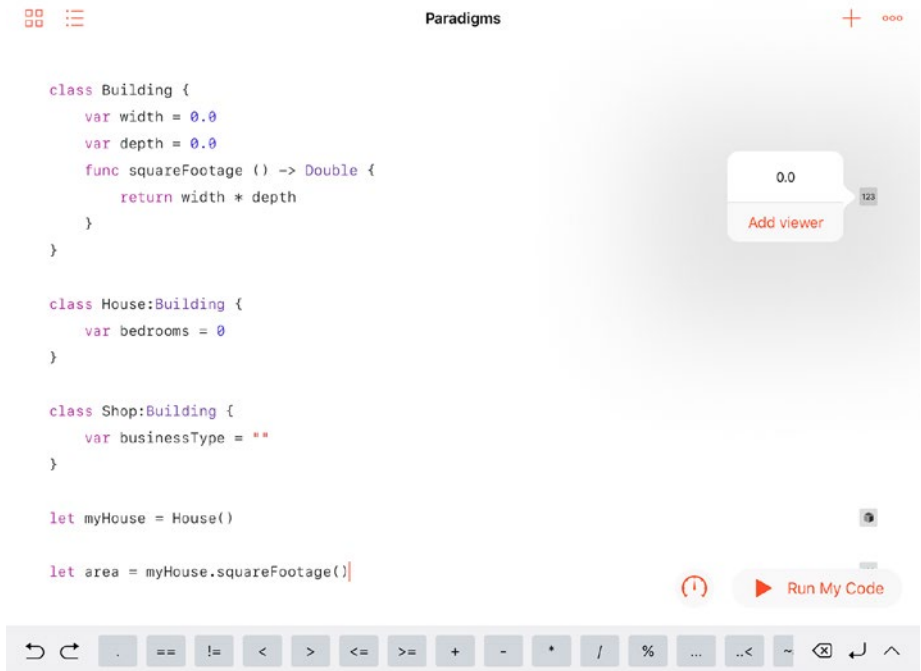 Paradigms
class Building {
var width = 0.0
var depth = 0.0
func squareFootage () -> Double {
return width * depth
}
}
0.0
123
Add viewer
class House:Building {
var bedrooms = 0
}
class Shop:Building {
var businessType = ""
}
let myHouse = House()
let area = myHouse.squareFootage()
Run My Code
. == != < > <= >= + - * / % ... ..< ~